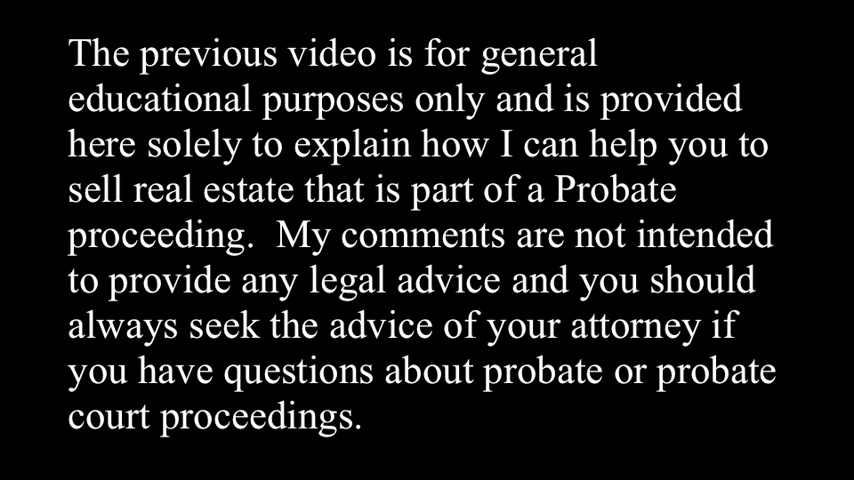 The previous video is for general
educational purposes only and is provided
here solely to explain how I can help you to
sell real estate that is part of a Probate
proceeding.  My comments are not intended
to provide any legal advice and you should
always seek the advice of your attorney if
you have questions about probate or probate
court proceedings.